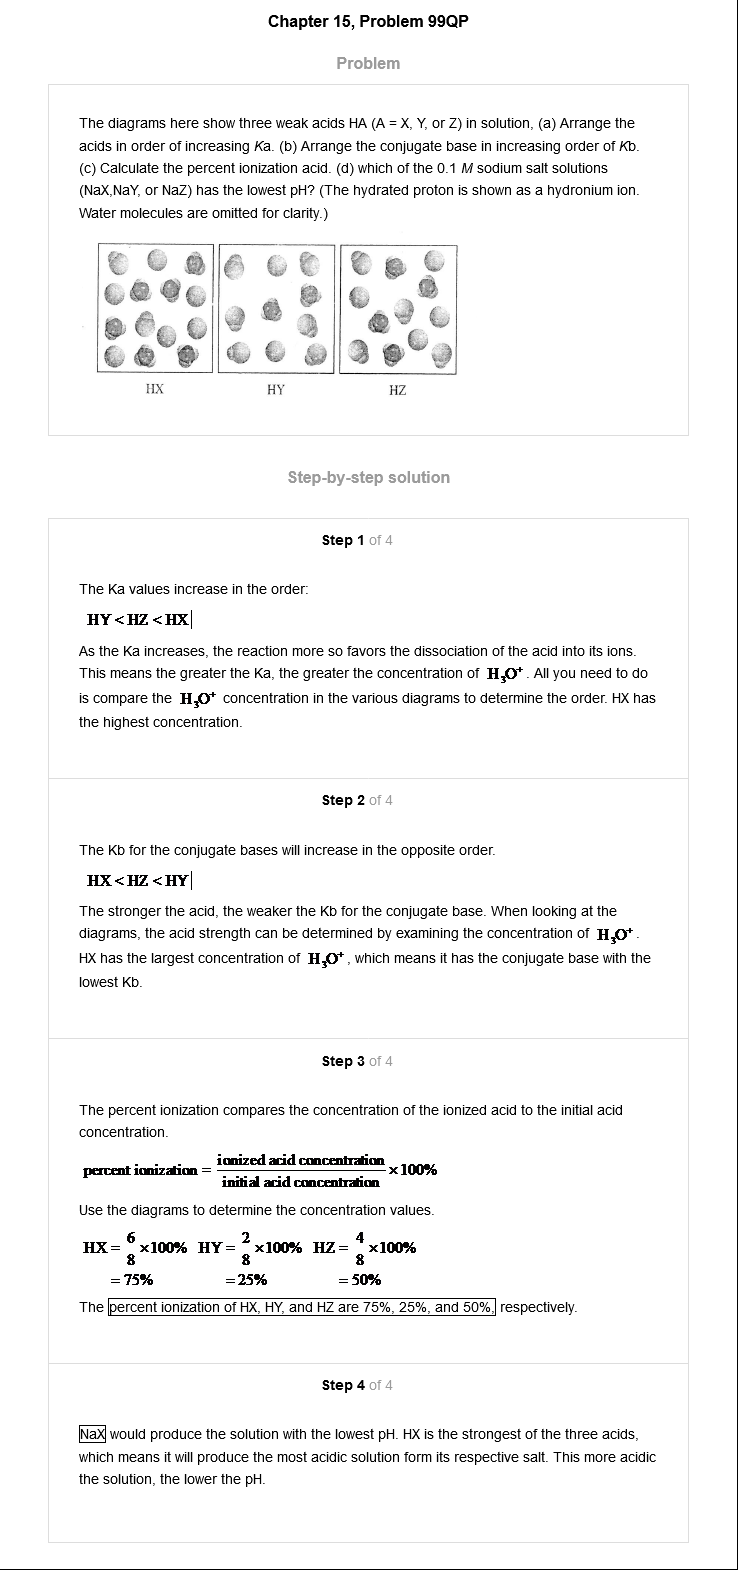 Chapter 15, Problem 99QP
Problem
The diagrams here show three weak acids HA (A = X, Y, or Z) in solution, (a) Arrange the
acids in order of increasing Ka. (b) Arrange the conjugate base in increasing order of Kb.
(c) Calculate the percent ionization acid. (d) which of the 0.1 M sodium salt solutions
(NaX,NaY, or NaZ) has the lowest pH? (The hydrated proton is shown as a hydronium ion.
Water molecules are omitted for clarity.)
HX HY HZ
Step-by-step solution
Step 1 of 4
The Ka values increase in the order:
HY < HZ < HX
As the Ka increases, the reaction more so favors the dissociation of the acid into its ions.
This means the greater the Ka, the greater the concentration of H₃O⁺ . All you need to do
is compare the H₃O⁺ concentration in the various diagrams to determine the order. HX has
the highest concentration.
Step 2 of 4
The Kb for the conjugate bases will increase in the opposite order.
HX < HZ < HY
The stronger the acid, the weaker the Kb for the conjugate base. When looking at the
diagrams, the acid strength can be determined by examining the concentration of H₃O⁺ .
HX has the largest concentration of H₃O⁺ , which means it has the conjugate base with the
lowest Kb.
Step 3 of 4
The percent ionization compares the concentration of the ionized acid to the initial acid
concentration.
percent ionization = ionized acid concentration / initial acid concentration ×100%
Use the diagrams to determine the concentration values.
HX = 6/8 ×100% HY = 2/8 ×100% HZ = 4/8 ×100%
= 75% = 25% = 50%
The percent ionization of HX, HY, and HZ are 75%, 25%, and 50%, respectively.
Step 4 of 4
NaX would produce the solution with the lowest pH. HX is the strongest of the three acids,
which means it will produce the most acidic solution form its respective salt. This more acidic
the solution, the lower the pH.